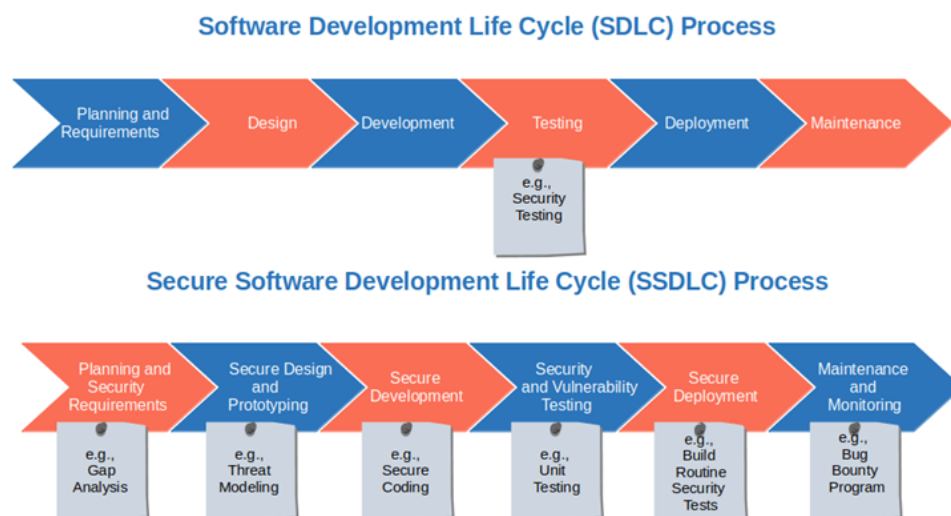 Software Development Life Cycle (SDLC) Process
Planning and
Requirements
Design
Development
Testing
Deployment
Maintenance
e.g.,
Security
Testing
Secure Software Development Life Cycle (SSDLC) Process
Planning and
Security
Requirements
Secure Design
and
Prototyping
Secure
Development
Security
and Vulnerability
Testing
Secure
Deployment
Maintenance
and
Monitoring
e.g.,
Gap
Analysis
e.g.,
Threat
Modeling
e.g.,
Secure
Coding
e.g.,
Unit
Testing
e.g.,
Build
Routine
Security
Tests
e.g.,
Bug
Bounty
Program